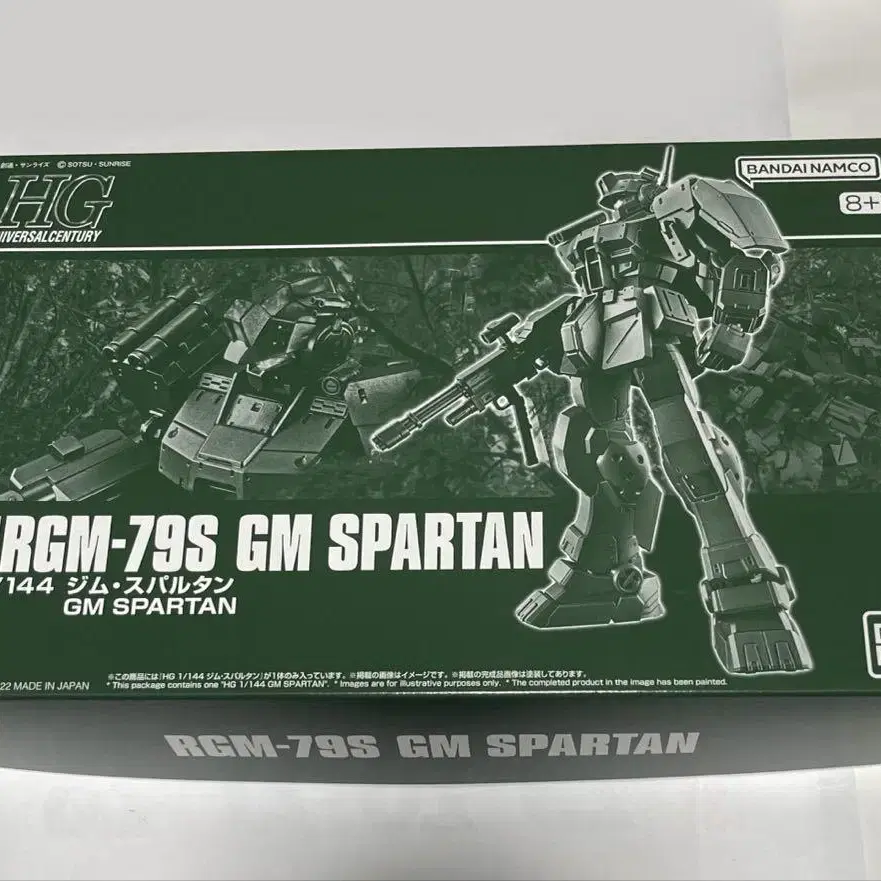 創通・サンライズ ©SOTSU・SUNRISE
HG
UNIVERSAL CENTURY
BANDAI NAMCO
8+
RGM-79S GM SPARTAN
1/144 ジム・スパルタン
GM SPARTAN
22 MADE IN JAPAN
※この商品には「HG 1/144 ジム・スパルタン」が1体のみ入っています。 ※掲載の画像はイメージです。 ※掲載の完成品画像は塗装してあります。
* This package contains one "HG 1/144 GM SPARTAN". * Images are for illustrative purposes only. * The completed product in the image has been painted.
RGM-79S GM SPARTAN